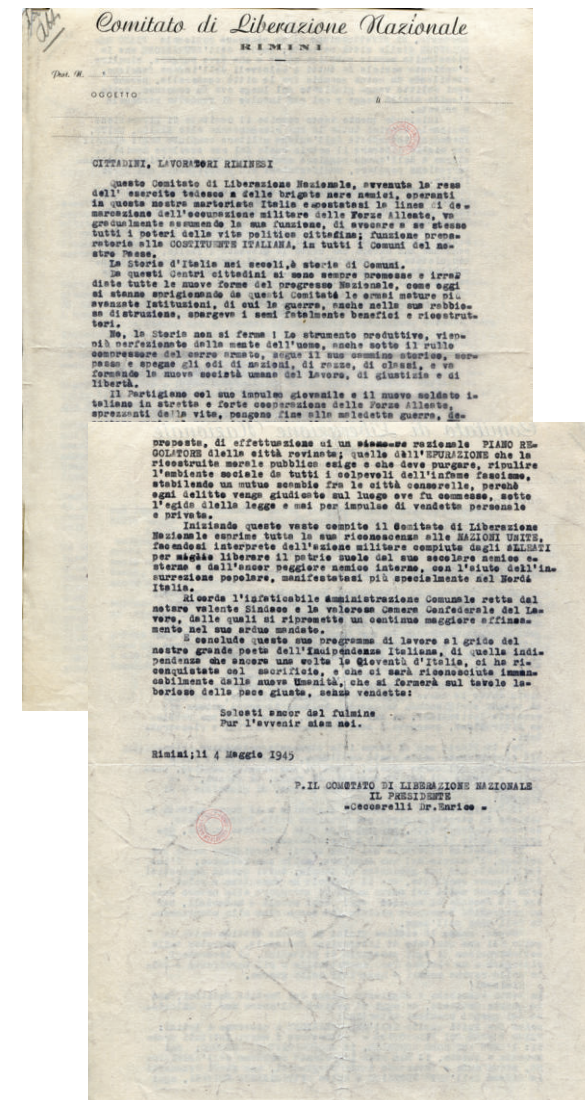 Comitato di Liberazione Nazionale
RIMINI
Prot. N.
OGGETTO
li
CITTADINI, LAVORATORI RIMINESI
Questo Comitato di Liberazione Nazionale, avvenuta la resa
dell' esercito tedesco e delle brigate nere nemici, operanti
in questa nostra martoriata Italia e spostatasi la linea di de=
marcazione dell'occupazione militare delle Forze Alleate, va
gradualmente assumendo la sua funzione, di avocare a se stesso
tutti i poteri della vita politica cittadina; funzione prepa=
ratoria alla COSTITUENTE ITALIANA, in tutti i Comuni del no=
stro Paese.
La Storia d'Italia nei secoli, è storia di Comuni.
Da questi Centri cittadini si sono sempre promosse e irra=
diate tutte le nuove forme del progresso Nazionale, come oggi
si stanno sprigionando da questi Comitati le ormai mature più
avanzate Istituzioni, di cui la guerra, anche nella sua rabbio=
sa distruzione, spargeva i semi fatalmente benefici e ricostrut=
tori.
No, la Storia non si ferma ! Lo strumento produttivo, viep=
più perfezionato dalla mente dell'uomo, anche sotto il rullo
compressore del carro armato, segue il suo cammino storico, sor=
passa e spegne gli odi di nazioni, di razze, di classi, e va
formando la nuova società umana del Lavoro, di giustizia e di
libertà.
Il Partigiano col suo impulso giovanile e il nuovo soldato i=
taliano in stretta e forte cooperazione delle Forze Alleate,
sprezzanti della vita, pongono fine alla maledetta guerra, de=
proposta, di effettuazione di un razionale PIANO RE=
GOLATORE dlella città rovinata; quello dell'EPURAZIONE che la
ricostruita morale pubblica esige e che deve purgare, ripulire
l'ambiente sociale da tutti i colpevoli dell'infame fascismo,
stabilendo un mutuo scambio fra le città consorelle, perchè
ogni delitto venga giudicato sul luogo ove fu commesso, sotto
l'egida dlella legge e mai per impulso di vendetta personale
e privata.
Iniziando questo vasto compito il Comitato di Liberazione
Nazionale esprime tutta la sua riconoscenza alle NAZIONI UNITE,
facendosi interprete dell'azione militare compiuta dagli ALLEATI
per liberare il patrio suolo dal suo secolare nemico e=
sterno e dall'ancor peggiore nemico interno, con l'aiuto dell'in=
surrezione popolare, manifestatasi più specialmente nel Nord
Italia.
Ricorda l'infaticabile Amministrazione Comunale retta dal
notaro valente Sindaco e la valorosa Camera Confederale del La=
voro, dalle quali si ripromette un continuo maggiore affina=
mento nel suo arduo mandato.
E conclude questo suo programma di lavoro al grido del
nostro grande poeta dell'Indipendenza Italiana, di quella indi=
pendenza che ancora una volta la Gioventù d'Italia, ci ha ri=
conquistata col sacrificio, e che ci sarà riconosciuta imman=
cabilmente dalla nuova Umanità, che si formerà sul tavolo la=
borioso della pace giusta, senza vendetta:
Solcati ancor dal fulmine
Pur l'avvenir siam noi.
Rimini;li 4 Maggio 1945
P.IL COMITATO DI LIBERAZIONE NAZIONALE
IL PRESIDENTE
=Ceccarelli Dr.Enrico =